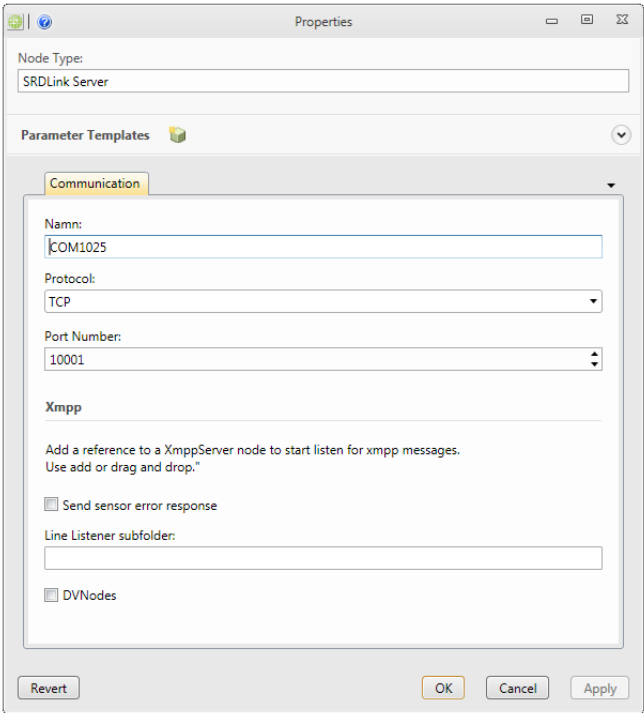 Properties
Node Type:
SRDLink Server
Parameter Templates
Communication
Namn:
COM1025
Protocol:
TCP
Port Number:
10001
Xmpp
Add a reference to a XmppServer node to start listen for xmpp messages.
Use add or drag and drop."
Send sensor error response
Line Listener subfolder:
DVNodes
Revert
OK
Cancel
Apply